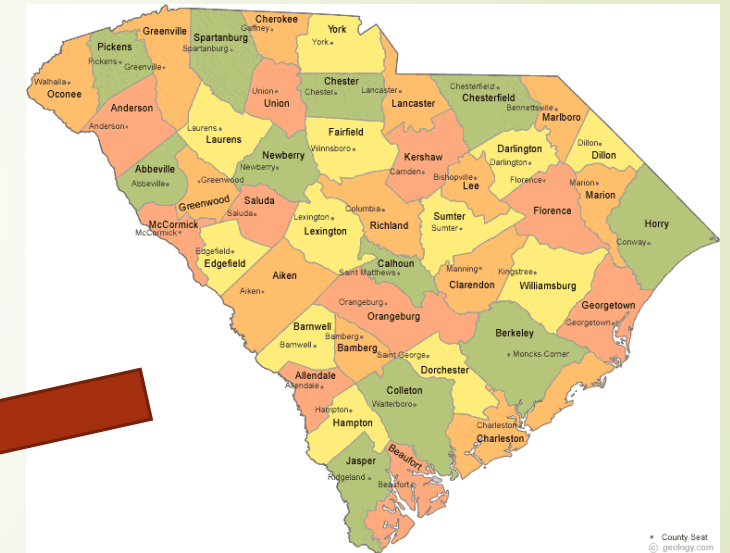 Cherokee
Gaffney
York
York
Greenville
Spartanburg
Spartanburg
Pickens
Pickens
Greenville
Walhalla
Oconee
Union
Union
Chester
Chester
Lancaster
Lancaster
Chesterfield
Chesterfield
Bennettsville
Marlboro
Anderson
Anderson
Laurens
Laurens
Fairfield
Winnsboro
Kershaw
Camden
Darlington
Darlington
Dillon
Dillon
Abbeville
Abbeville
Newberry
Newberry
Greenwood
Greenwood
Saluda
Saluda
Bishopville
Lee
Florence
Florence
Marion
Marion
Horry
Conway
McCormick
McCormick
Lexington
Lexington
Columbia
Richland
Sumter
Sumter
Edgefield
Edgefield
Calhoun
Saint Matthews
Manning
Clarendon
Kingstree
Williamsburg
Aiken
Aiken
Orangeburg
Orangeburg
Georgetown
Georgetown
Barnwell
Barnwell
Bamberg
Bamberg
Saint George
Dorchester
Berkeley
Moncks Corner
Allendale
Allendale
Colleton
Walterboro
Hampton
Hampton
Charleston
Charleston
Jasper
Ridgeland
Beaufort
Beaufort
County Seat
© geology.com